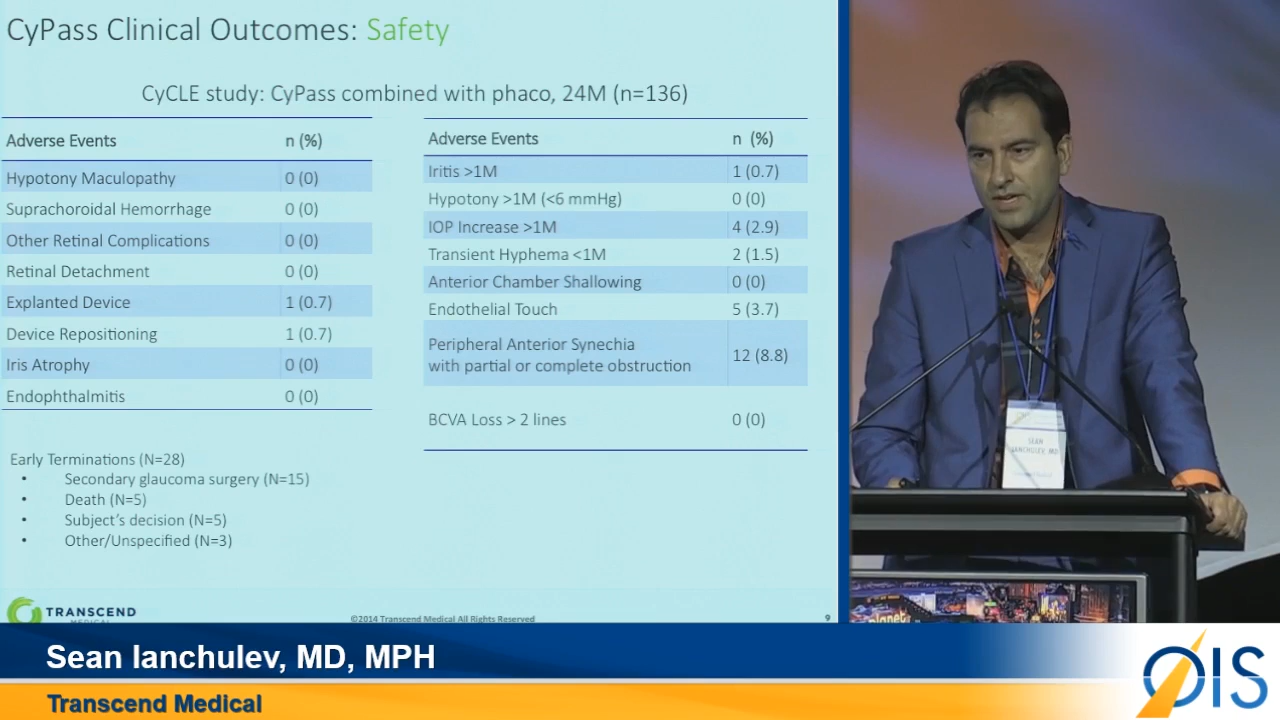 CyPass Clinical Outcomes: Safety
CyCLE study: CyPass combined with phaco, 24M (n=136)
Adverse Events n (%)
Hypotony Maculopathy 0 (0)
Suprachoroidal Hemorrhage 0 (0)
Other Retinal Complications 0 (0)
Retinal Detachment 0 (0)
Explanted Device 1 (0.7)
Device Repositioning 1 (0.7)
Iris Atrophy 0 (0)
Endophthalmitis 0 (0)
Adverse Events n (%)
Iritis >1M 1 (0.7)
Hypotony >1M (<6 mmHg) 0 (0)
IOP Increase >1M 4 (2.9)
Transient Hyphema <1M 2 (1.5)
Anterior Chamber Shallowing 0 (0)
Endothelial Touch 5 (3.7)
Peripheral Anterior Synechia
with partial or complete obstruction 12 (8.8)
BCVA Loss > 2 lines 0 (0)
Early Terminations (N=28)
• Secondary glaucoma surgery (N=15)
• Death (N=5)
• Subject's decision (N=5)
• Other/Unspecified (N=3)
TRANSCEND
MEDICAL
©2014 Transcend Medical All Rights Reserved
9
SEAN
IANCHULEV, MD
Sean Ianchulev, MD, MPH
Transcend Medical
OIS